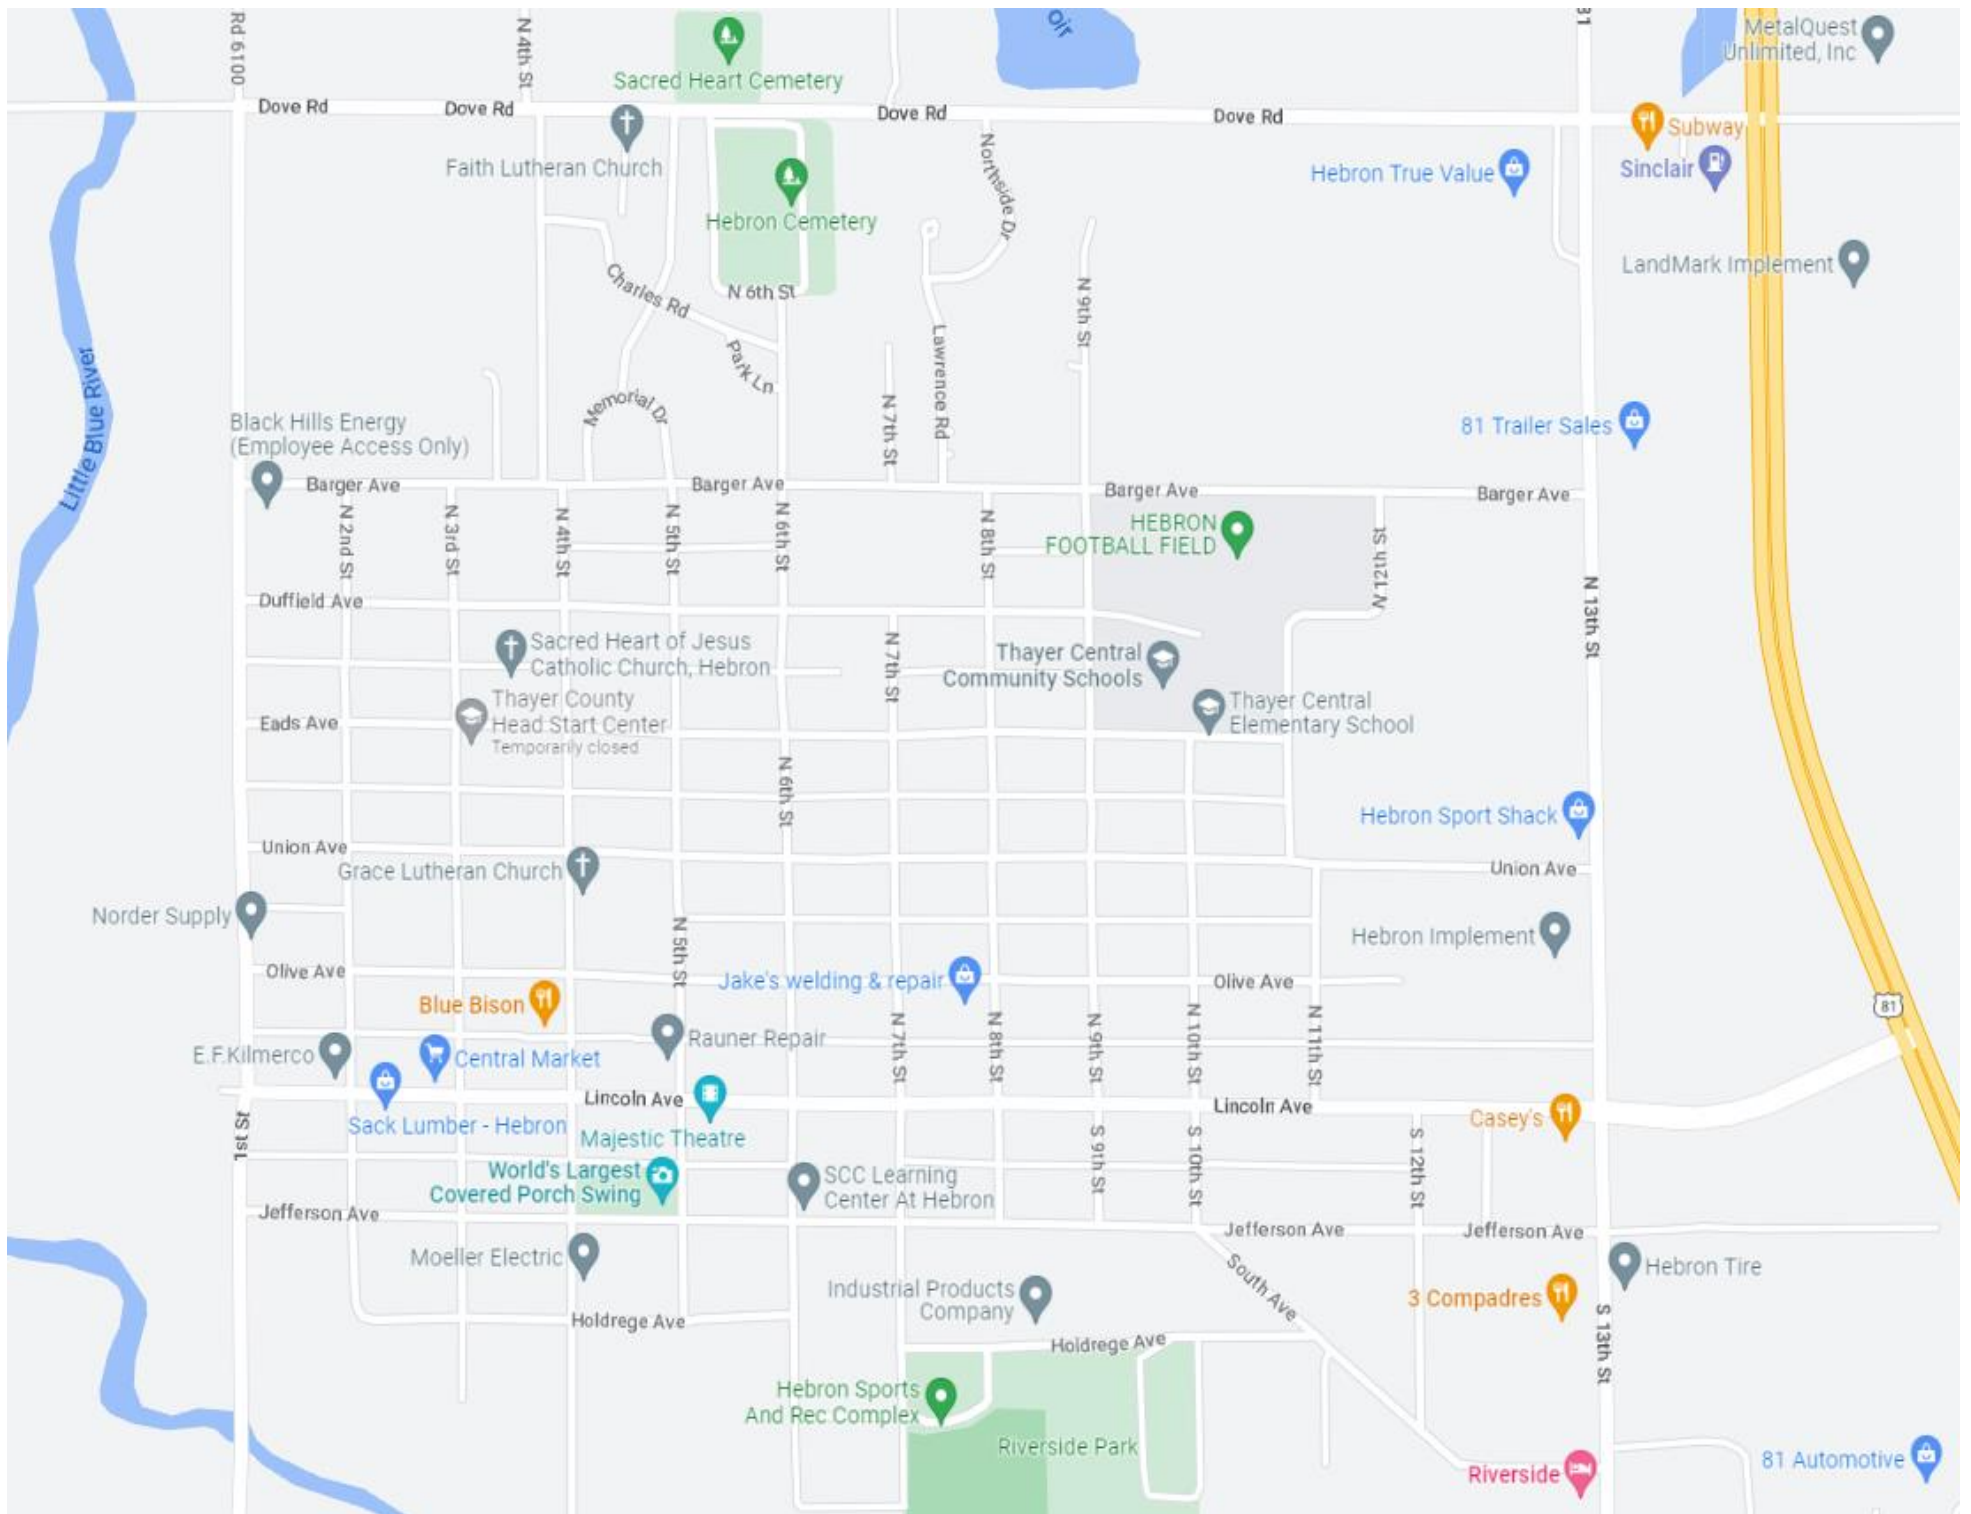 Rd 6100
N 4th St
Sacred Heart Cemetery
oir
31
MetalQuest
Unlimited, Inc
Dove Rd
Dove Rd
Dove Rd
Dove Rd
Subway
Faith Lutheran Church
Sinclair
Hebron True Value
Northside Dr
Hebron Cemetery
LandMark Implement
Charles Rd
N 6th St
N 9th St
Park Ln
Lawrence Rd
Little Blue River
Memorial Dr
N 7th St
Black Hills Energy
(Employee Access Only)
81 Trailer Sales
Barger Ave
Barger Ave
Barger Ave
Barger Ave
N 2nd St
N 3rd St
N 4th St
N 5th St
N 6th St
N 8th St
HEBRON
FOOTBALL FIELD
N 12th St
N 13th St
Duffield Ave
Sacred Heart of Jesus
Catholic Church, Hebron
N 7th St
Thayer Central
Community Schools
Thayer County
Head Start Center
Temporarily closed
Thayer Central
Elementary School
Eads Ave
N 6th St
Hebron Sport Shack
Union Ave
Union Ave
Grace Lutheran Church
Norder Supply
N 5th St
Hebron Implement
Olive Ave
Jake's welding & repair
Olive Ave
Blue Bison
81
N 7th St
N 8th St
N 9th St
N 10th St
N 11th St
Rauner Repair
E.F.Kilmerco
Central Market
Lincoln Ave
Lincoln Ave
Casey's
1st St
Sack Lumber - Hebron
Majestic Theatre
S 9th St
S 10th St
S 12th St
World's Largest
Covered Porch Swing
SCC Learning
Center At Hebron
Jefferson Ave
Jefferson Ave
Jefferson Ave
Moeller Electric
South Ave
Hebron Tire
Industrial Products
Company
3 Compadres
Holdrege Ave
S 13th St
Holdrege Ave
Hebron Sports
And Rec Complex
Riverside Park
81 Automotive
Riverside